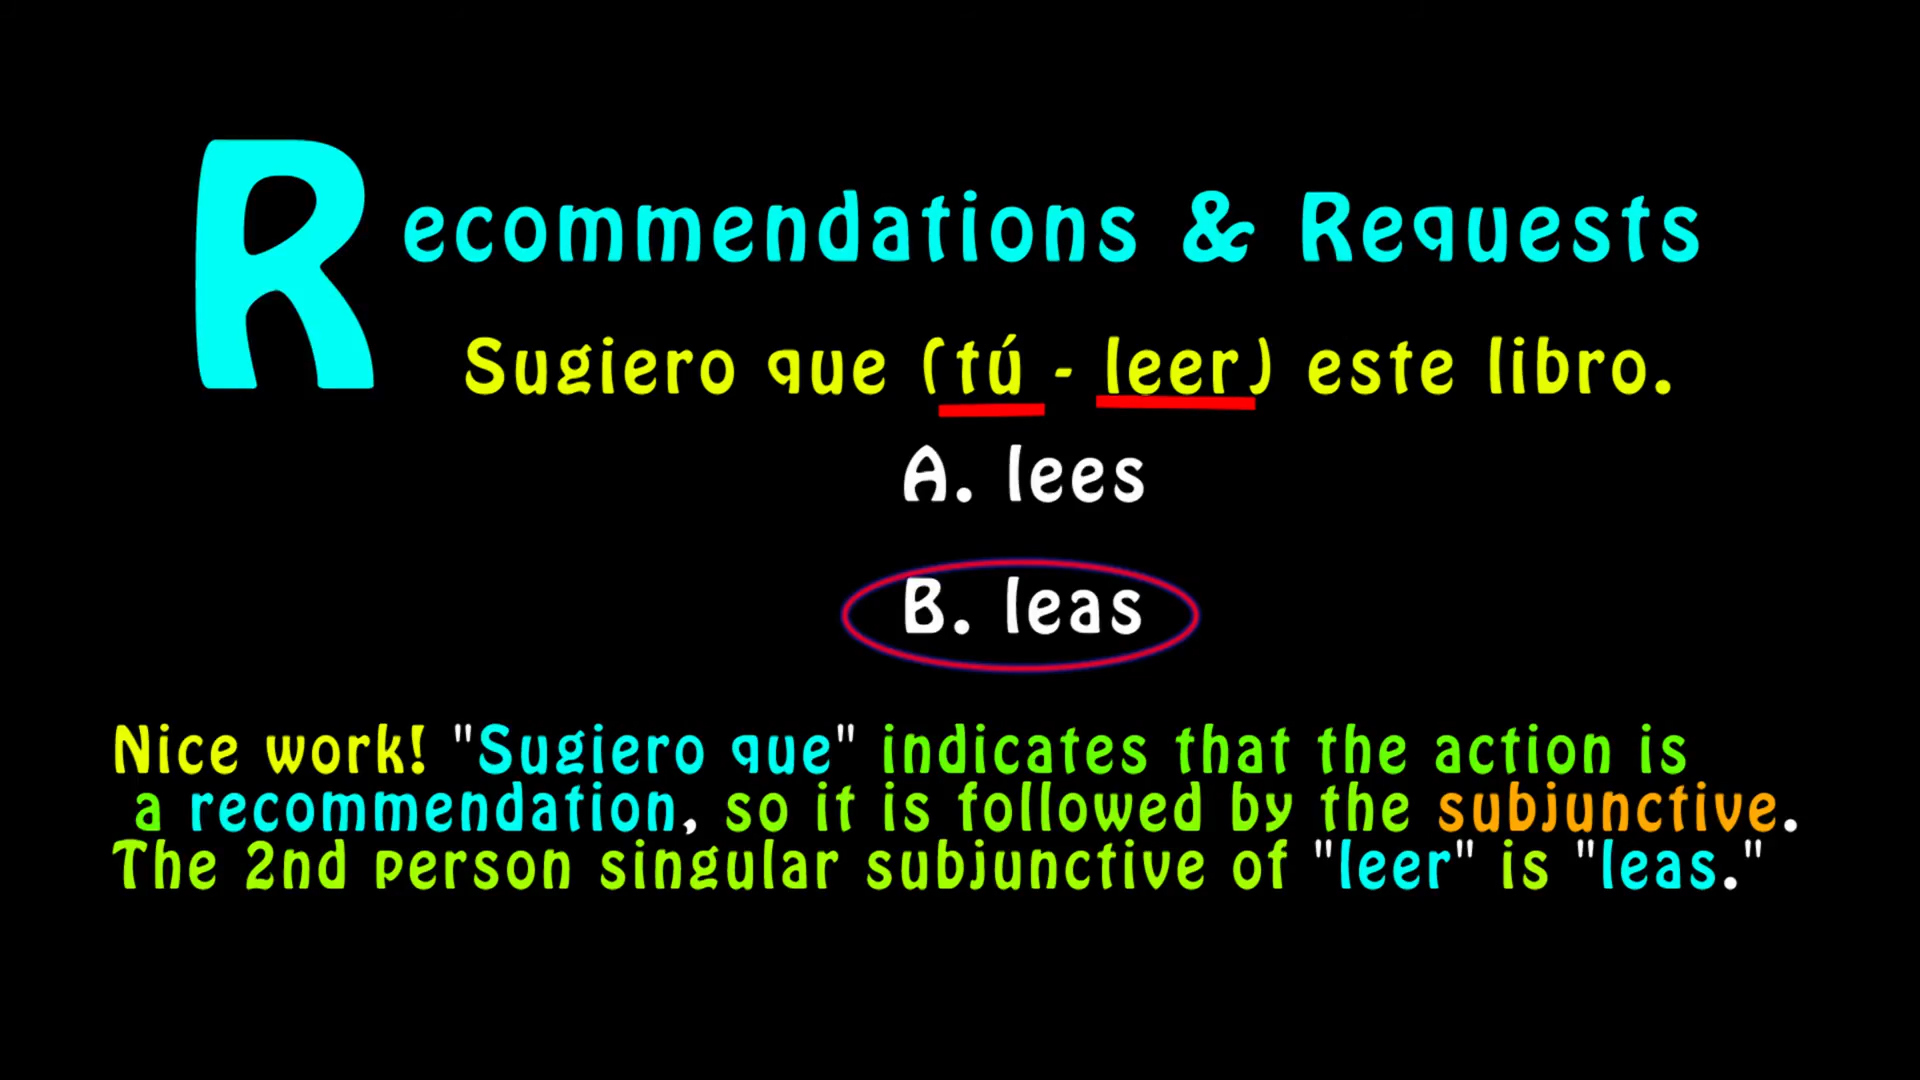 Recommendations & Requests
Sugiero que (tú - leer) este libro.
A. lees
B. leas
Nice work! "Sugiero que" indicates that the action is
a recommendation, so it is followed by the subjunctive.
The 2nd person singular subjunctive of "leer" is "leas."